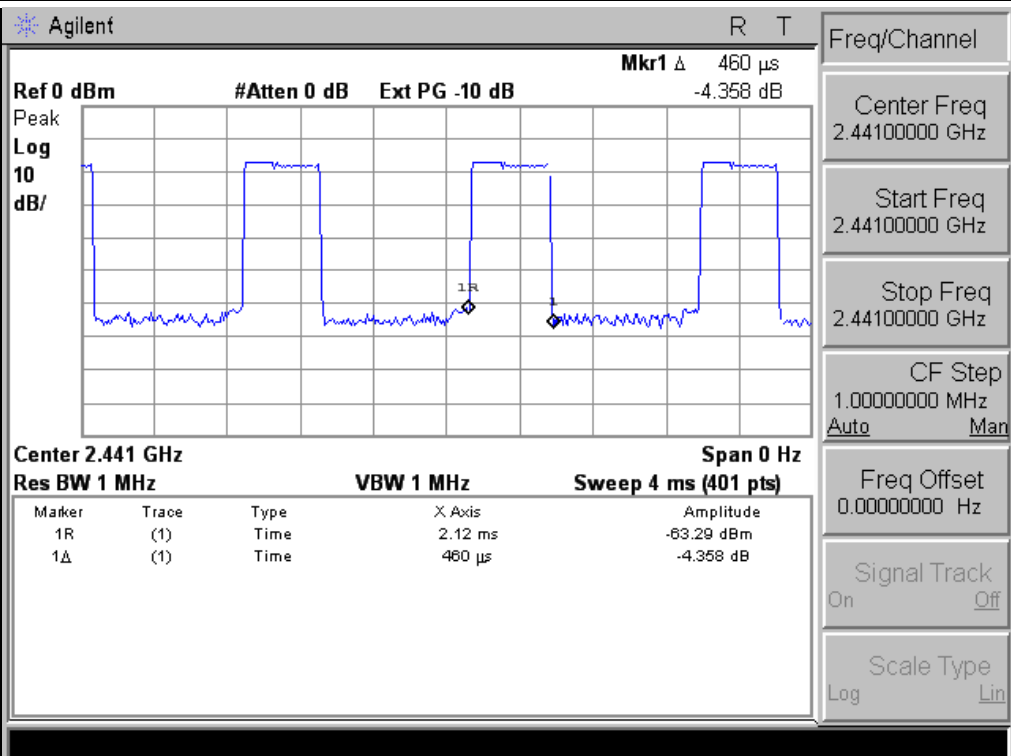 Agilent R T
Mkr1 Δ 460 μs
Ref 0 dBm #Atten 0 dB Ext PG -10 dB -4.358 dB
Peak
Log
10
dB/
1R
1
Center 2.441 GHz Span 0 Hz
Res BW 1 MHz VBW 1 MHz Sweep 4 ms (401 pts)
Marker Trace Type X Axis Amplitude
1R (1) Time 2.12 ms -63.29 dBm
1Δ (1) Time 460 μs -4.358 dB
Freq/Channel
Center Freq
2.44100000 GHz
Start Freq
2.44100000 GHz
Stop Freq
2.44100000 GHz
CF Step
1.00000000 MHz
Auto Man
Freq Offset
0.00000000 Hz
Signal Track
On Off
Scale Type
Log Lin